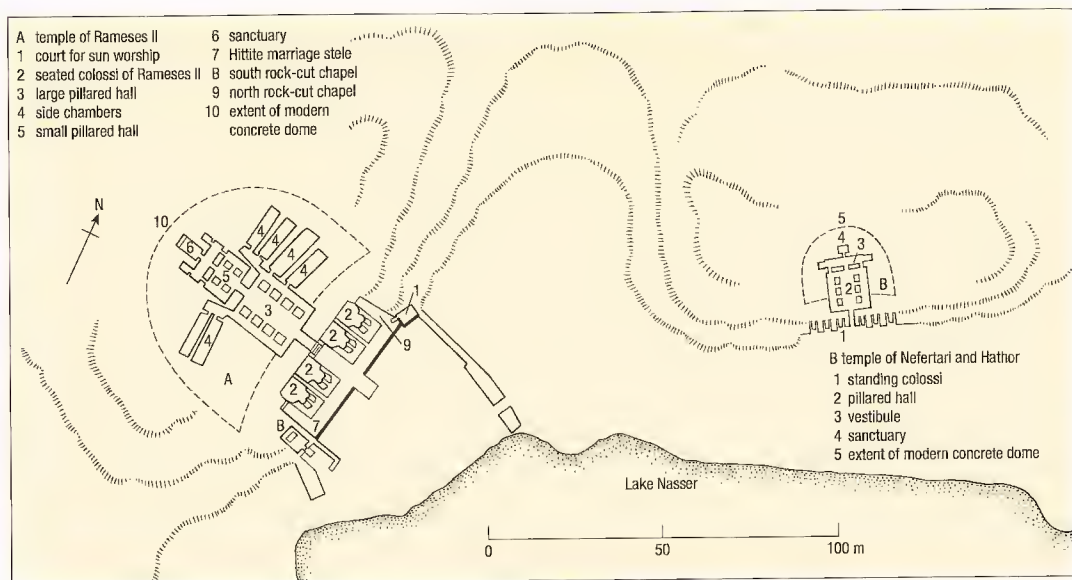 A temple of Rameses II
1 court for sun worship
2 seated colossi of Rameses II
3 large pillared hall
4 side chambers
5 small pillared hall
6 sanctuary
7 Hittite marriage stele
B south rock-cut chapel
9 north rock-cut chapel
10 extent of modern
concrete dome
N
10
6
5
4
4
4
4
3
4
A
2
2
2
2
1
9
7
B
5
4
3
2
B
1
B temple of Nefertari and Hathor
1 standing colossi
2 pillared hall
3 vestibule
4 sanctuary
5 extent of modern concrete dome
Lake Nasser
0 50 100 m